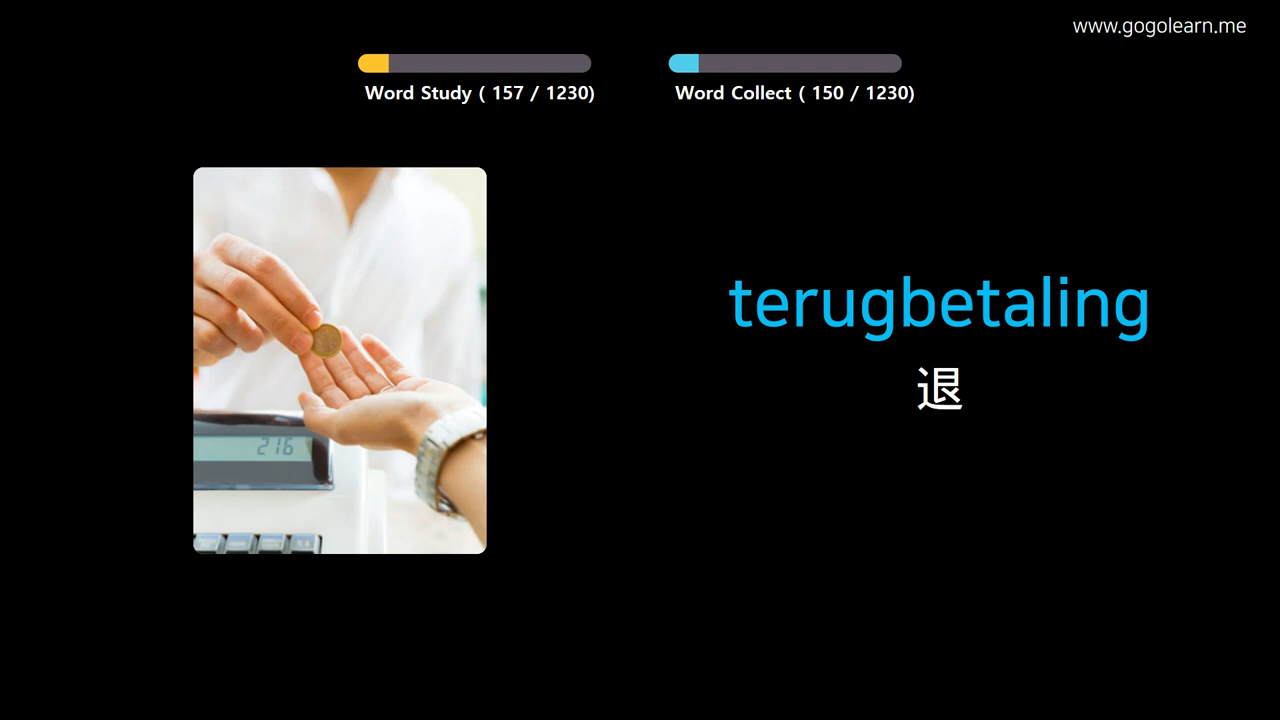 www.gogolearn.me
Word Study ( 157 / 1230)
Word Collect ( 150 / 1230)
terugbetaling
退
216